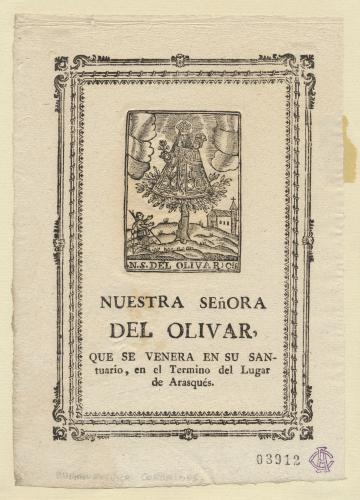 N. S. DEL OLIVAR
NUESTRA SEñORA
DEL OLIVAR,
QUE SE VENERA EN SU SAN-
tuario, en el Termino del Lugar
de Arasqués.
03912